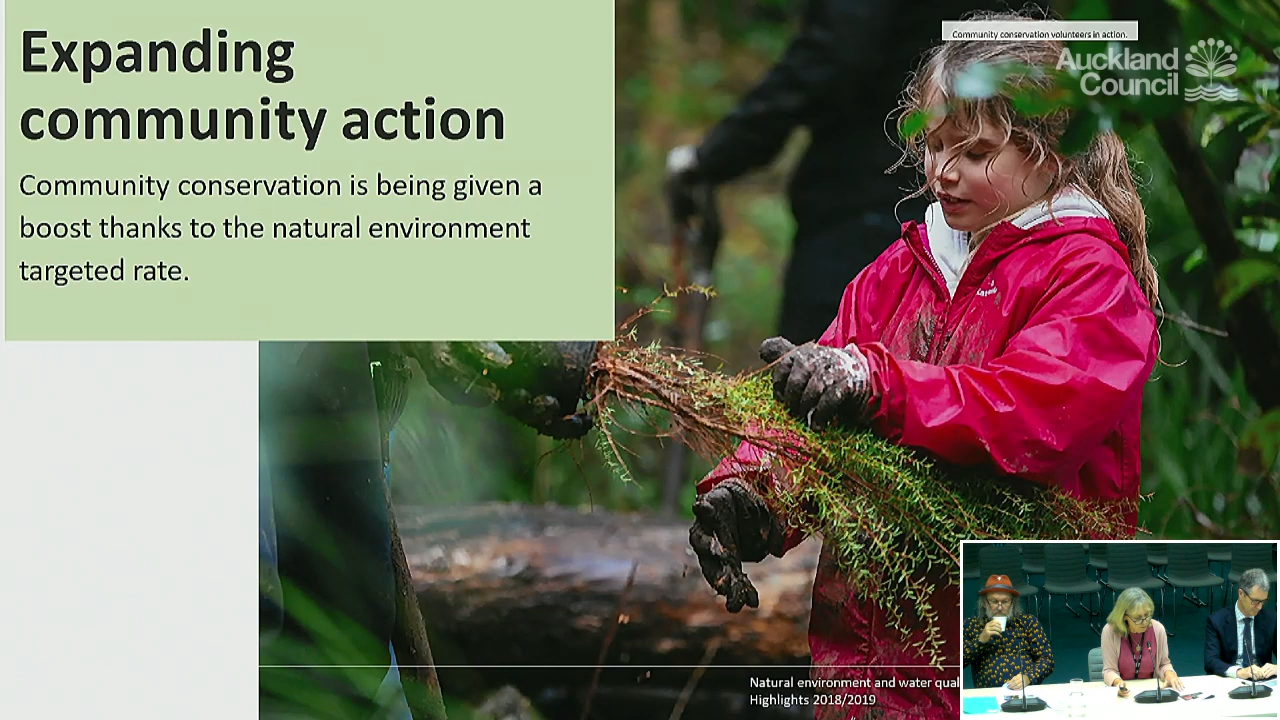 Expanding
community action
Community conservation is being given a
boost thanks to the natural environment
targeted rate.
Community conservation volunteers in action.
Auckland
Council
Natural environment and water qual
Highlights 2018/2019